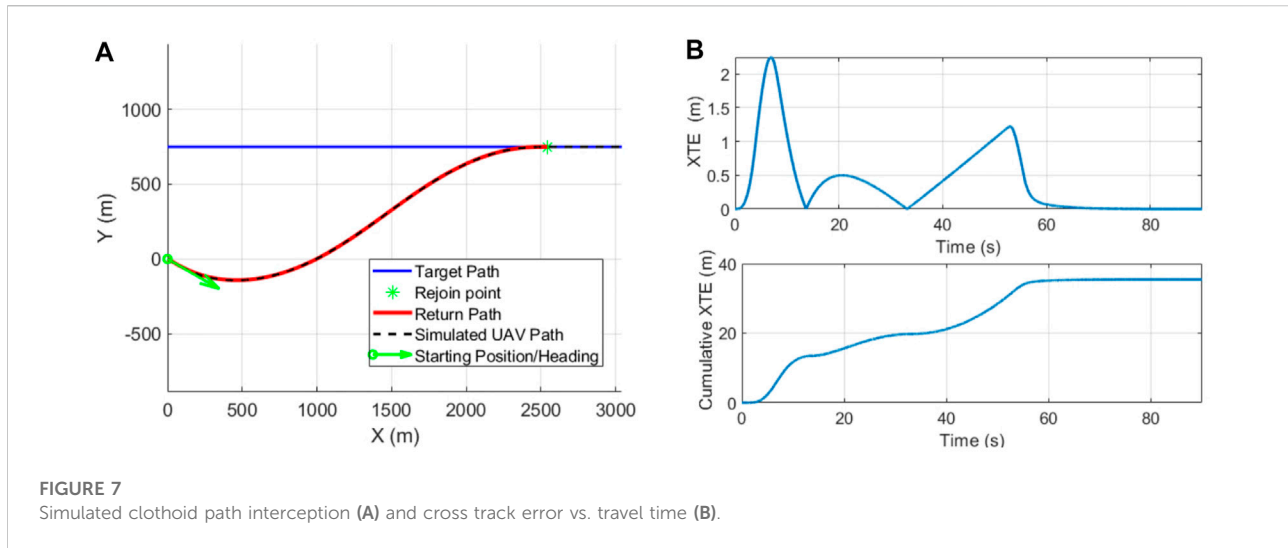 A
1000
500
0
-500
Y (m)
0
500
1000
1500
2000
2500
3000
X (m)
Target Path
Rejoin point
Return Path
Simulated UAV Path
Starting Position/Heading
B
2
1.5
1
0.5
0
XTE (m)
0
20
40
60
80
Time (s)
40
20
0
Cumulative XTE (m)
0
20
40
60
80
Time (s)
FIGURE 7
Simulated clothoid path interception (A) and cross track error vs. travel time (B).